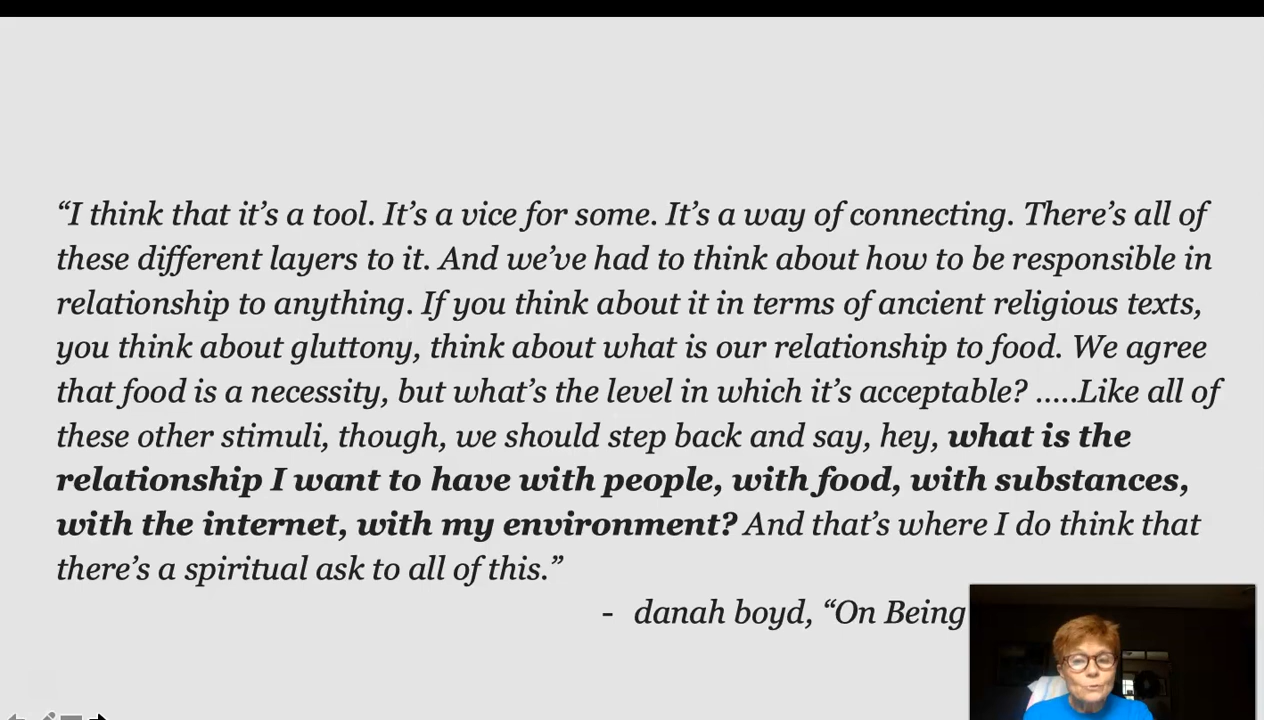 “I think that it’s a tool. It’s a vice for some. It’s a way of connecting. There’s all of
these different layers to it. And we’ve had to think about how to be responsible in
relationship to anything. If you think about it in terms of ancient religious texts,
you think about gluttony, think about what is our relationship to food. We agree
that food is a necessity, but what’s the level in which it’s acceptable? .....Like all of
these other stimuli, though, we should step back and say, hey, what is the
relationship I want to have with people, with food, with substances,
with the internet, with my environment? And that’s where I do think that
there’s a spiritual ask to all of this.”
- danah boyd, “On Being